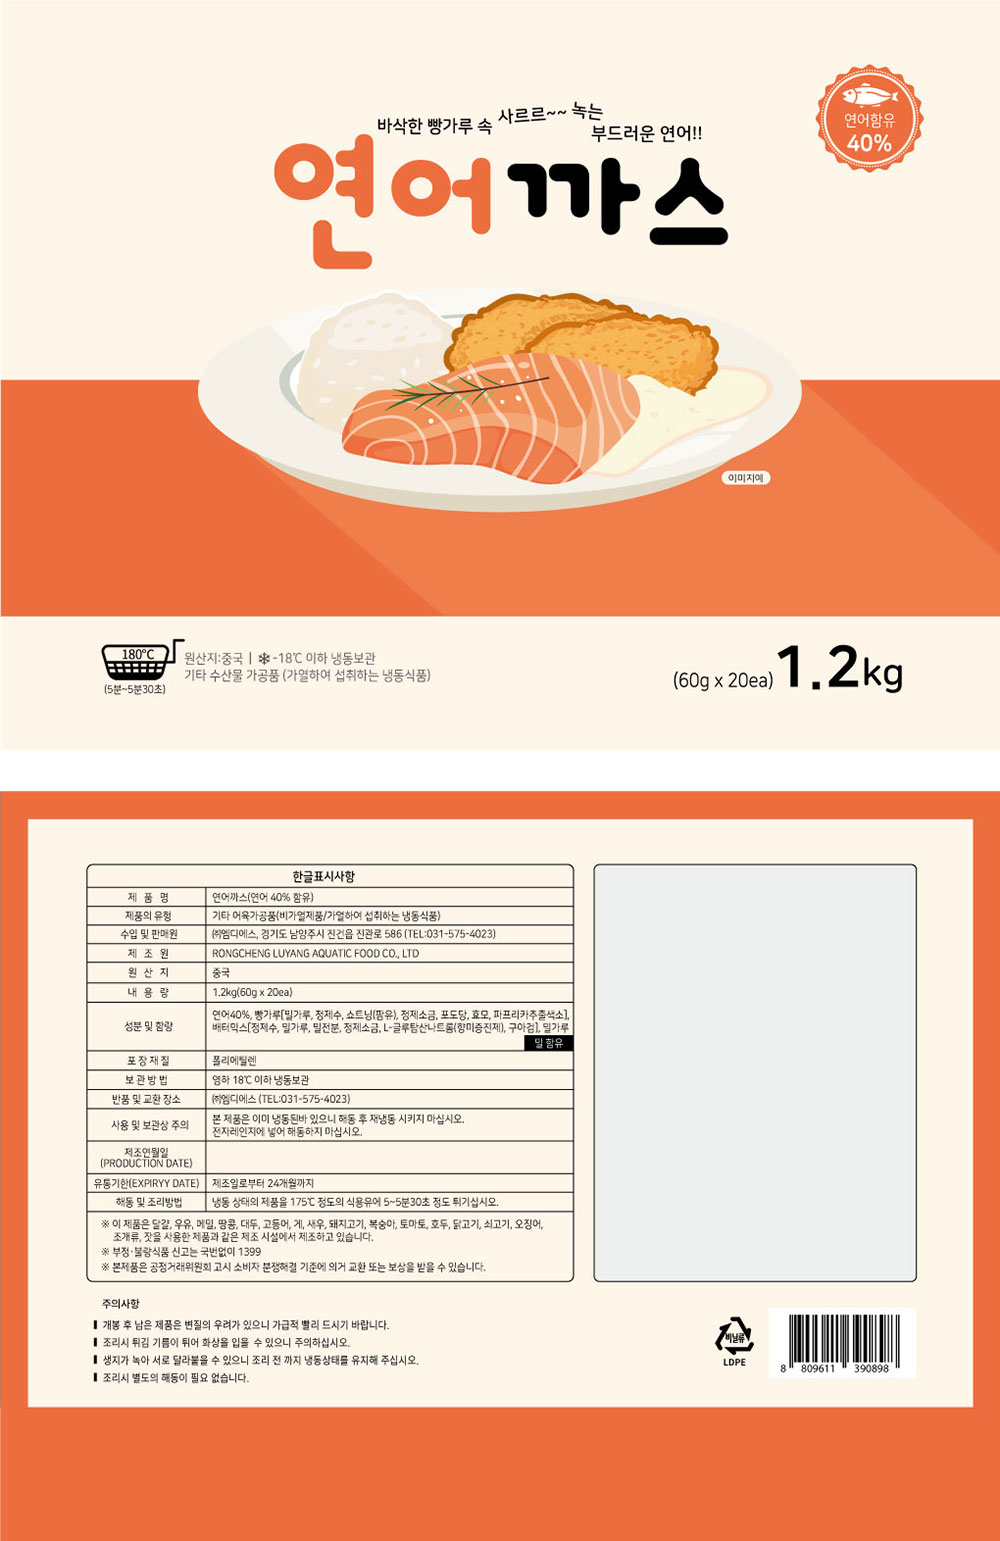 바삭한 빵가루 속 사르르~~ 녹는
부드러운 연어!!
연어까스
연어함유
40%
이미지예
180°C
(5분~5분30초)
원산지:중국 | ❄ -18℃ 이하 냉동보관
기타 수산물 가공품 (가열하여 섭취하는 냉동식품)
(60g x 20ea) 1.2kg
한글표시사항
제 품 명 연어까스(연어 40% 함유)
제품의 유형 기타 어육가공품(비가열제품/가열하여 섭취하는 냉동식품)
수입 및 판매원 ㈜엠디에스, 경기도 남양주시 진건읍 진관로 586 (TEL:031-575-4023)
제 조 원 RONGCHENG LUYANG AQUATIC FOOD CO., LTD
원 산 지 중국
내 용 량 1.2kg(60g x 20ea)
성분 및 함량 연어40%, 빵가루[밀가루, 정제수, 쇼트닝(팜유), 정제소금, 포도당, 효모, 파프리카추출색소],
배터믹스[정제수, 밀가루, 밀전분, 정제소금, L-글루탐산나트륨(향미증진제), 구아검], 밀가루
밀 함유
포 장 재 질 폴리에틸렌
보 관 방 법 영하 18℃ 이하 냉동보관
반품 및 교환 장소 ㈜엠디에스 (TEL:031-575-4023)
사용 및 보관상 주의 본 제품은 이미 냉동된바 있으니 해동 후 재냉동 시키지 마십시오.
전자레인지에 넣어 해동하지 마십시오.
제조연월일
(PRODUCTION DATE)
유통기한(EXPIRYY DATE) 제조일로부터 24개월까지
해동 및 조리방법 냉동 상태의 제품을 175℃ 정도의 식용유에 5~5분30초 정도 튀기십시오.
※ 이 제품은 달걀, 우유, 메밀, 땅콩, 대두, 고등어, 게, 새우, 돼지고기, 복숭아, 토마토, 호두, 닭고기, 쇠고기, 오징어,
조개류, 잣을 사용한 제품과 같은 제조 시설에서 제조하고 있습니다.
※ 부정·불량식품 신고는 국번없이 1399
※ 본제품은 공정거래위원회 고시 소비자 분쟁해결 기준에 의거 교환 또는 보상을 받을 수 있습니다.
주의사항
개봉 후 남은 제품은 변질의 우려가 있으니 가급적 빨리 드시기 바랍니다.
조리시 튀김 기름이 튀어 화상을 입을 수 있으니 주의하십시오.
생지가 녹아 서로 달라붙을 수 있으니 조리 전 까지 냉동상태를 유지해 주십시오.
조리시 별도의 해동이 필요 없습니다.
비닐류
LDPE
8 809611 390898